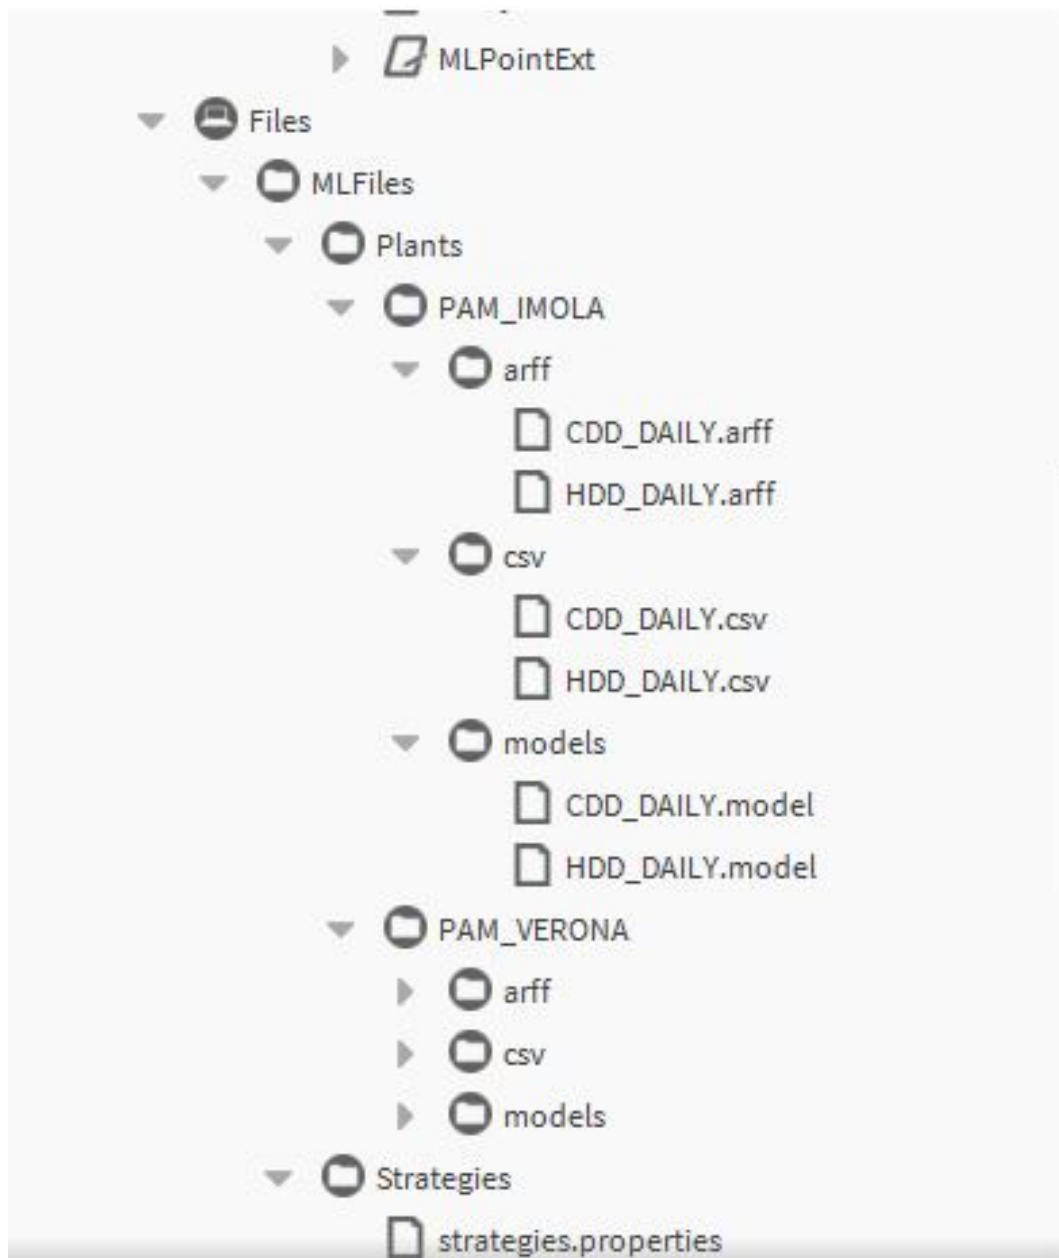 MLPointExt
Files
MLFiles
Plants
PAM_IMOLA
arff
CDD_DAILY.arff
HDD_DAILY.arff
csv
CDD_DAILY.csv
HDD_DAILY.csv
models
CDD_DAILY.model
HDD_DAILY.model
PAM_VERONA
arff
csv
models
Strategies
strategies.properties